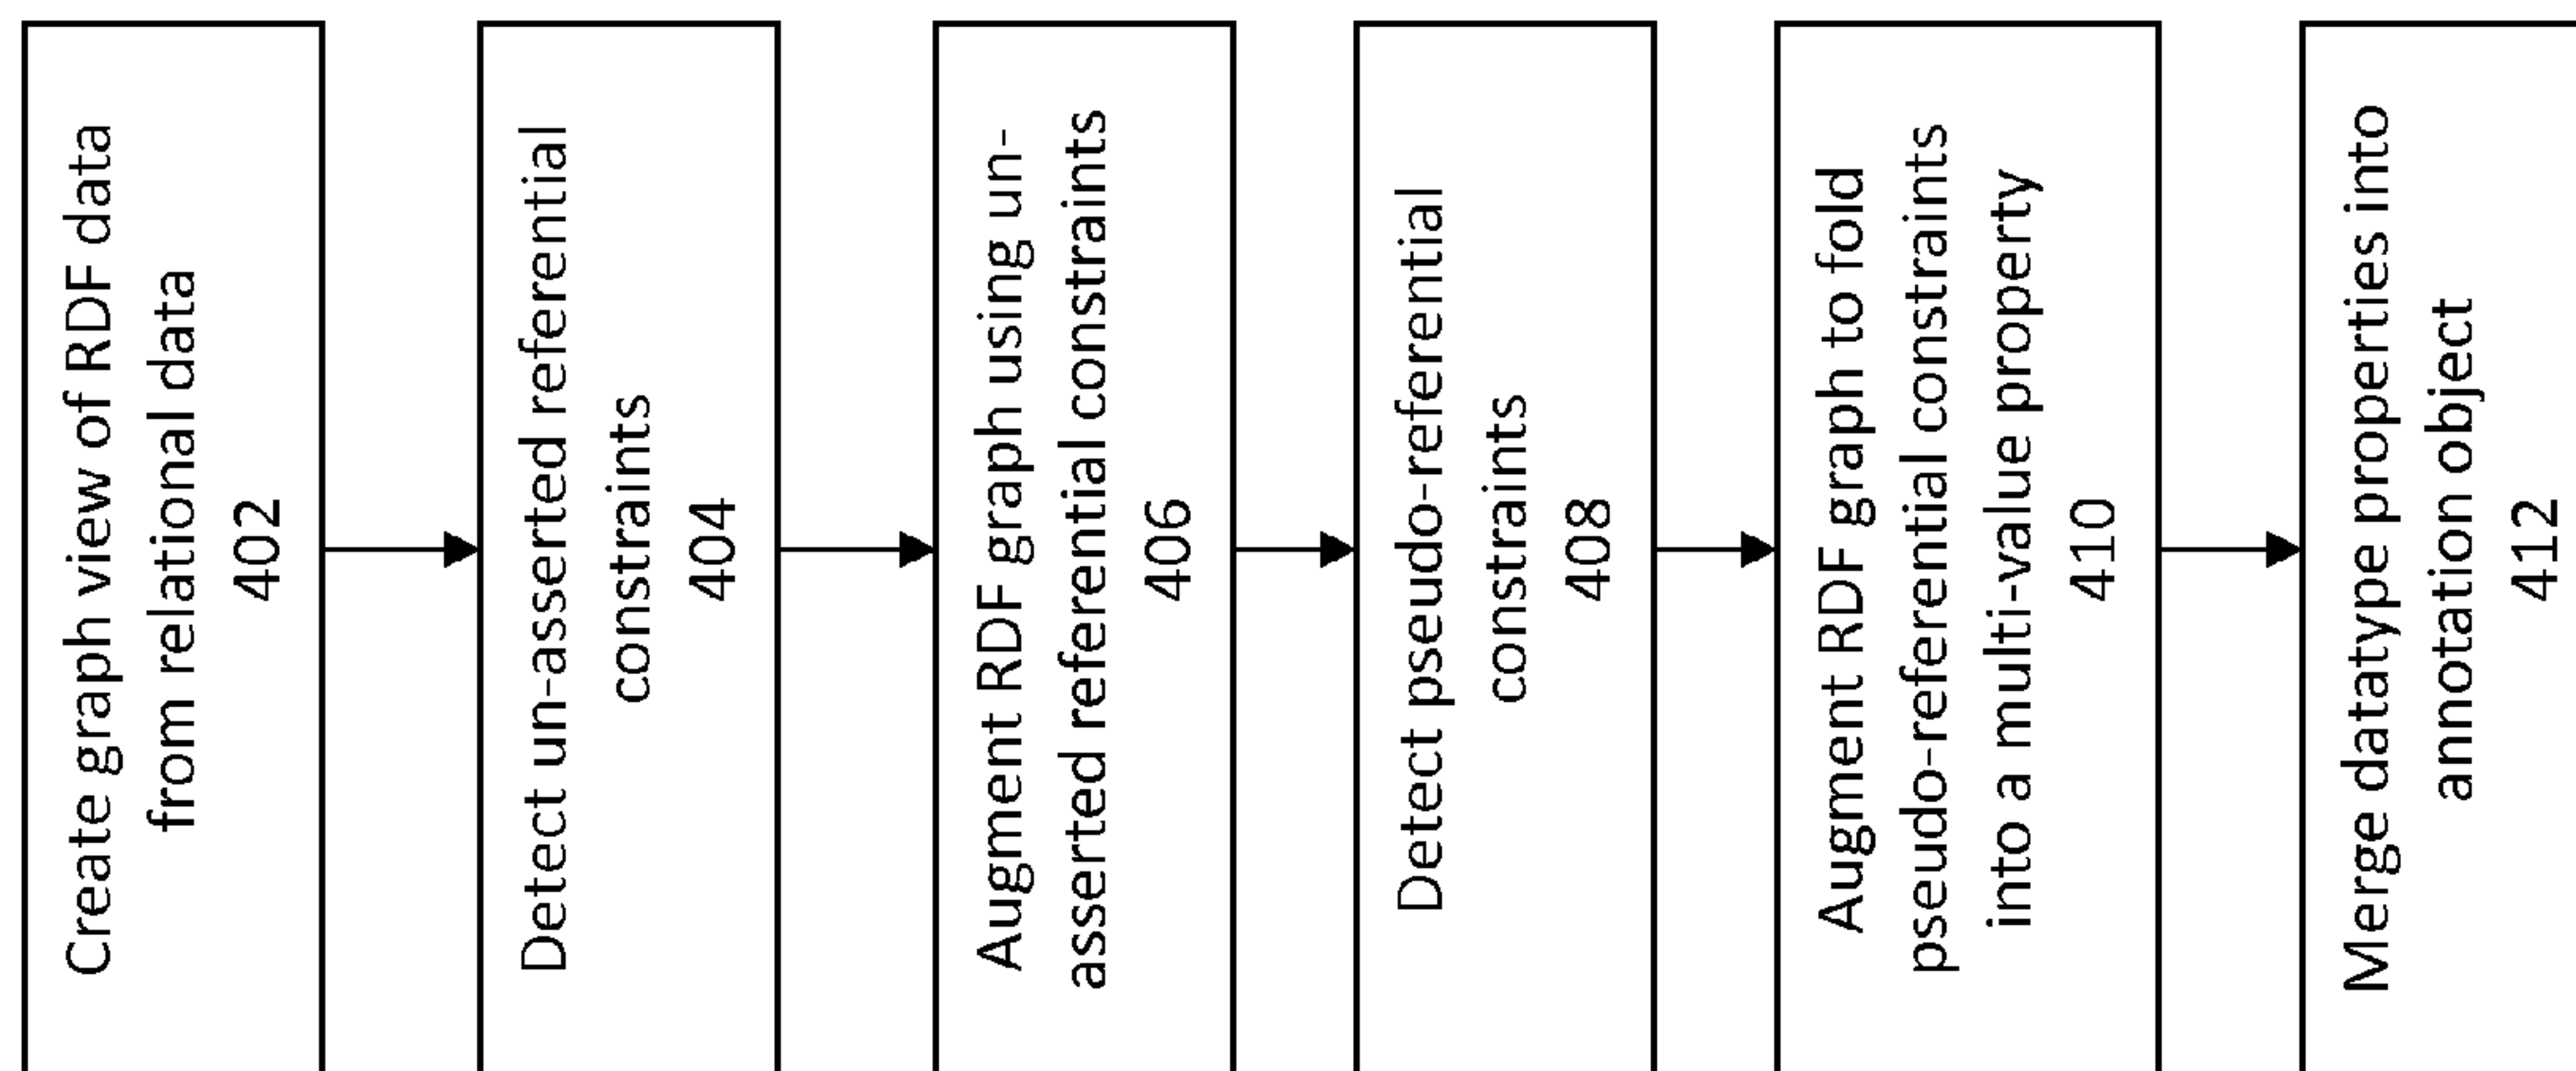 Create graph view of RDF data
from relational data
402
Detect un-asserted referential
constraints
404
Augment RDF graph using un-
asserted referential constraints
406
Detect pseudo-referential
constraints
408
Augment RDF graph to fold
pseudo-referential constraints
into a multi-value property
410
Merge datatype properties into
annotation object
412